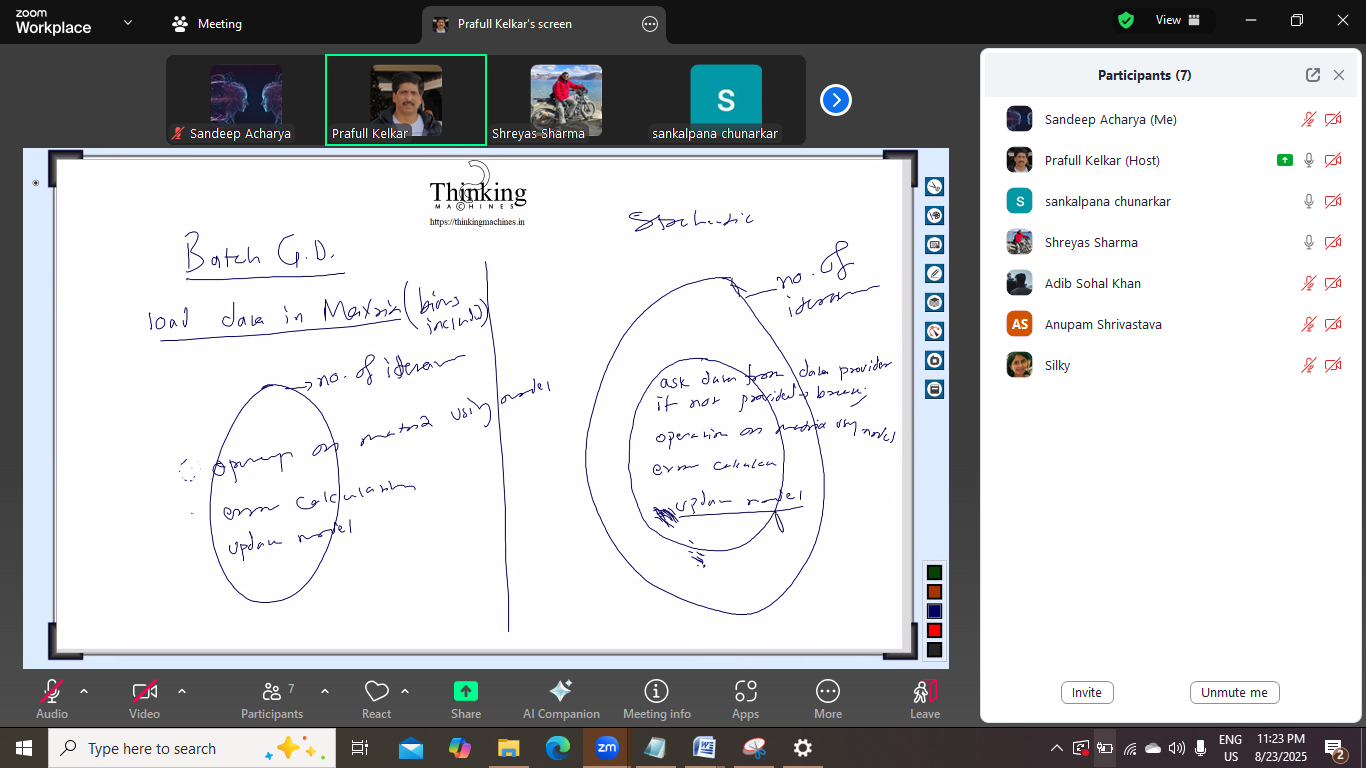 zoom
Workplace
Meeting
Prafull Kelkar's screen
View
Sandeep Acharya
Prafull Kelkar
Shreyas Sharma
S
sankalpana chunarkar
Thinking
MACHINES
https://thinkingmachines.in
Batch G.D.
load data in Matrix (bias
included)
no. of
operation on matrix using model
error calculation
update model
Stochastic
no. of
ask data from data provider
if not provided break;
operation on matrix using model
error
update model
Participants (7)
Sandeep Acharya (Me)
Prafull Kelkar (Host)
S sankalpana chunarkar
Shreyas Sharma
Adib Sohal Khan
AS Anupam Shrivastava
Silky
Invite
Unmute me
Audio
Video
7
Participants
React
Share
AI Companion
Meeting info
Apps
More
Leave
Type here to search
zm
W
ENG
US
11:23 PM
8/23/2025
2